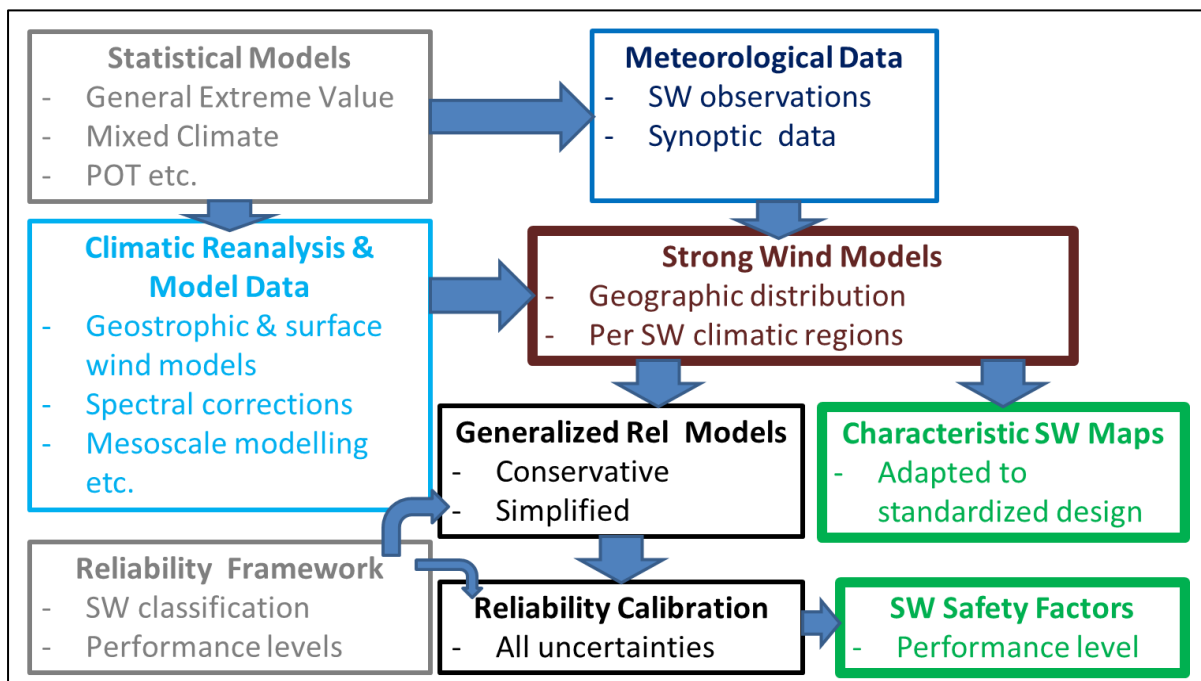 Statistical Models
- General Extreme Value
- Mixed Climate
- POT etc.
Meteorological Data
- SW observations
- Synoptic data
Climatic Reanalysis &
Model Data
- Geostrophic & surface
wind models
- Spectral corrections
- Mesoscale modelling
etc.
Strong Wind Models
- Geographic distribution
- Per SW climatic regions
Generalized Rel Models
- Conservative
- Simplified
Characteristic SW Maps
- Adapted to
standardized design
Reliability Framework
- SW classification
- Performance levels
Reliability Calibration
- All uncertainties
SW Safety Factors
- Performance level